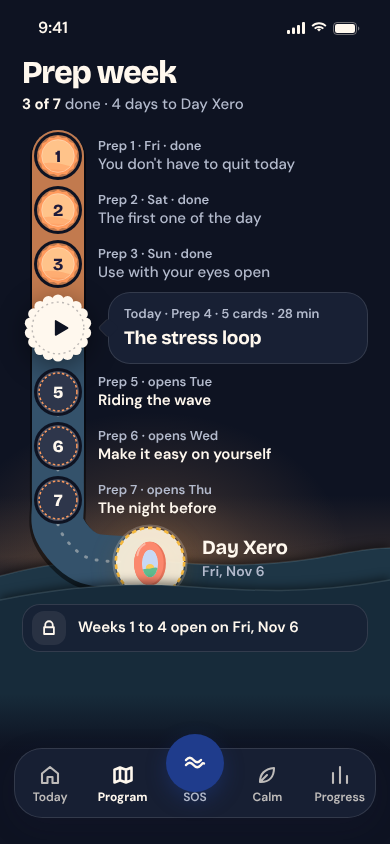 9:41
Prep week
3 of 7 done · 4 days to Day Xero
1
Prep 1 · Fri · done
You don't have to quit today
2
Prep 2 · Sat · done
The first one of the day
3
Prep 3 · Sun · done
Use with your eyes open
Today · Prep 4 · 5 cards · 28 min
The stress loop
5
Prep 5 · opens Tue
Riding the wave
6
Prep 6 · opens Wed
Make it easy on yourself
7
Prep 7 · opens Thu
The night before
Day Xero
Fri, Nov 6
Weeks 1 to 4 open on Fri, Nov 6
Today
Program
SOS
Calm
Progress